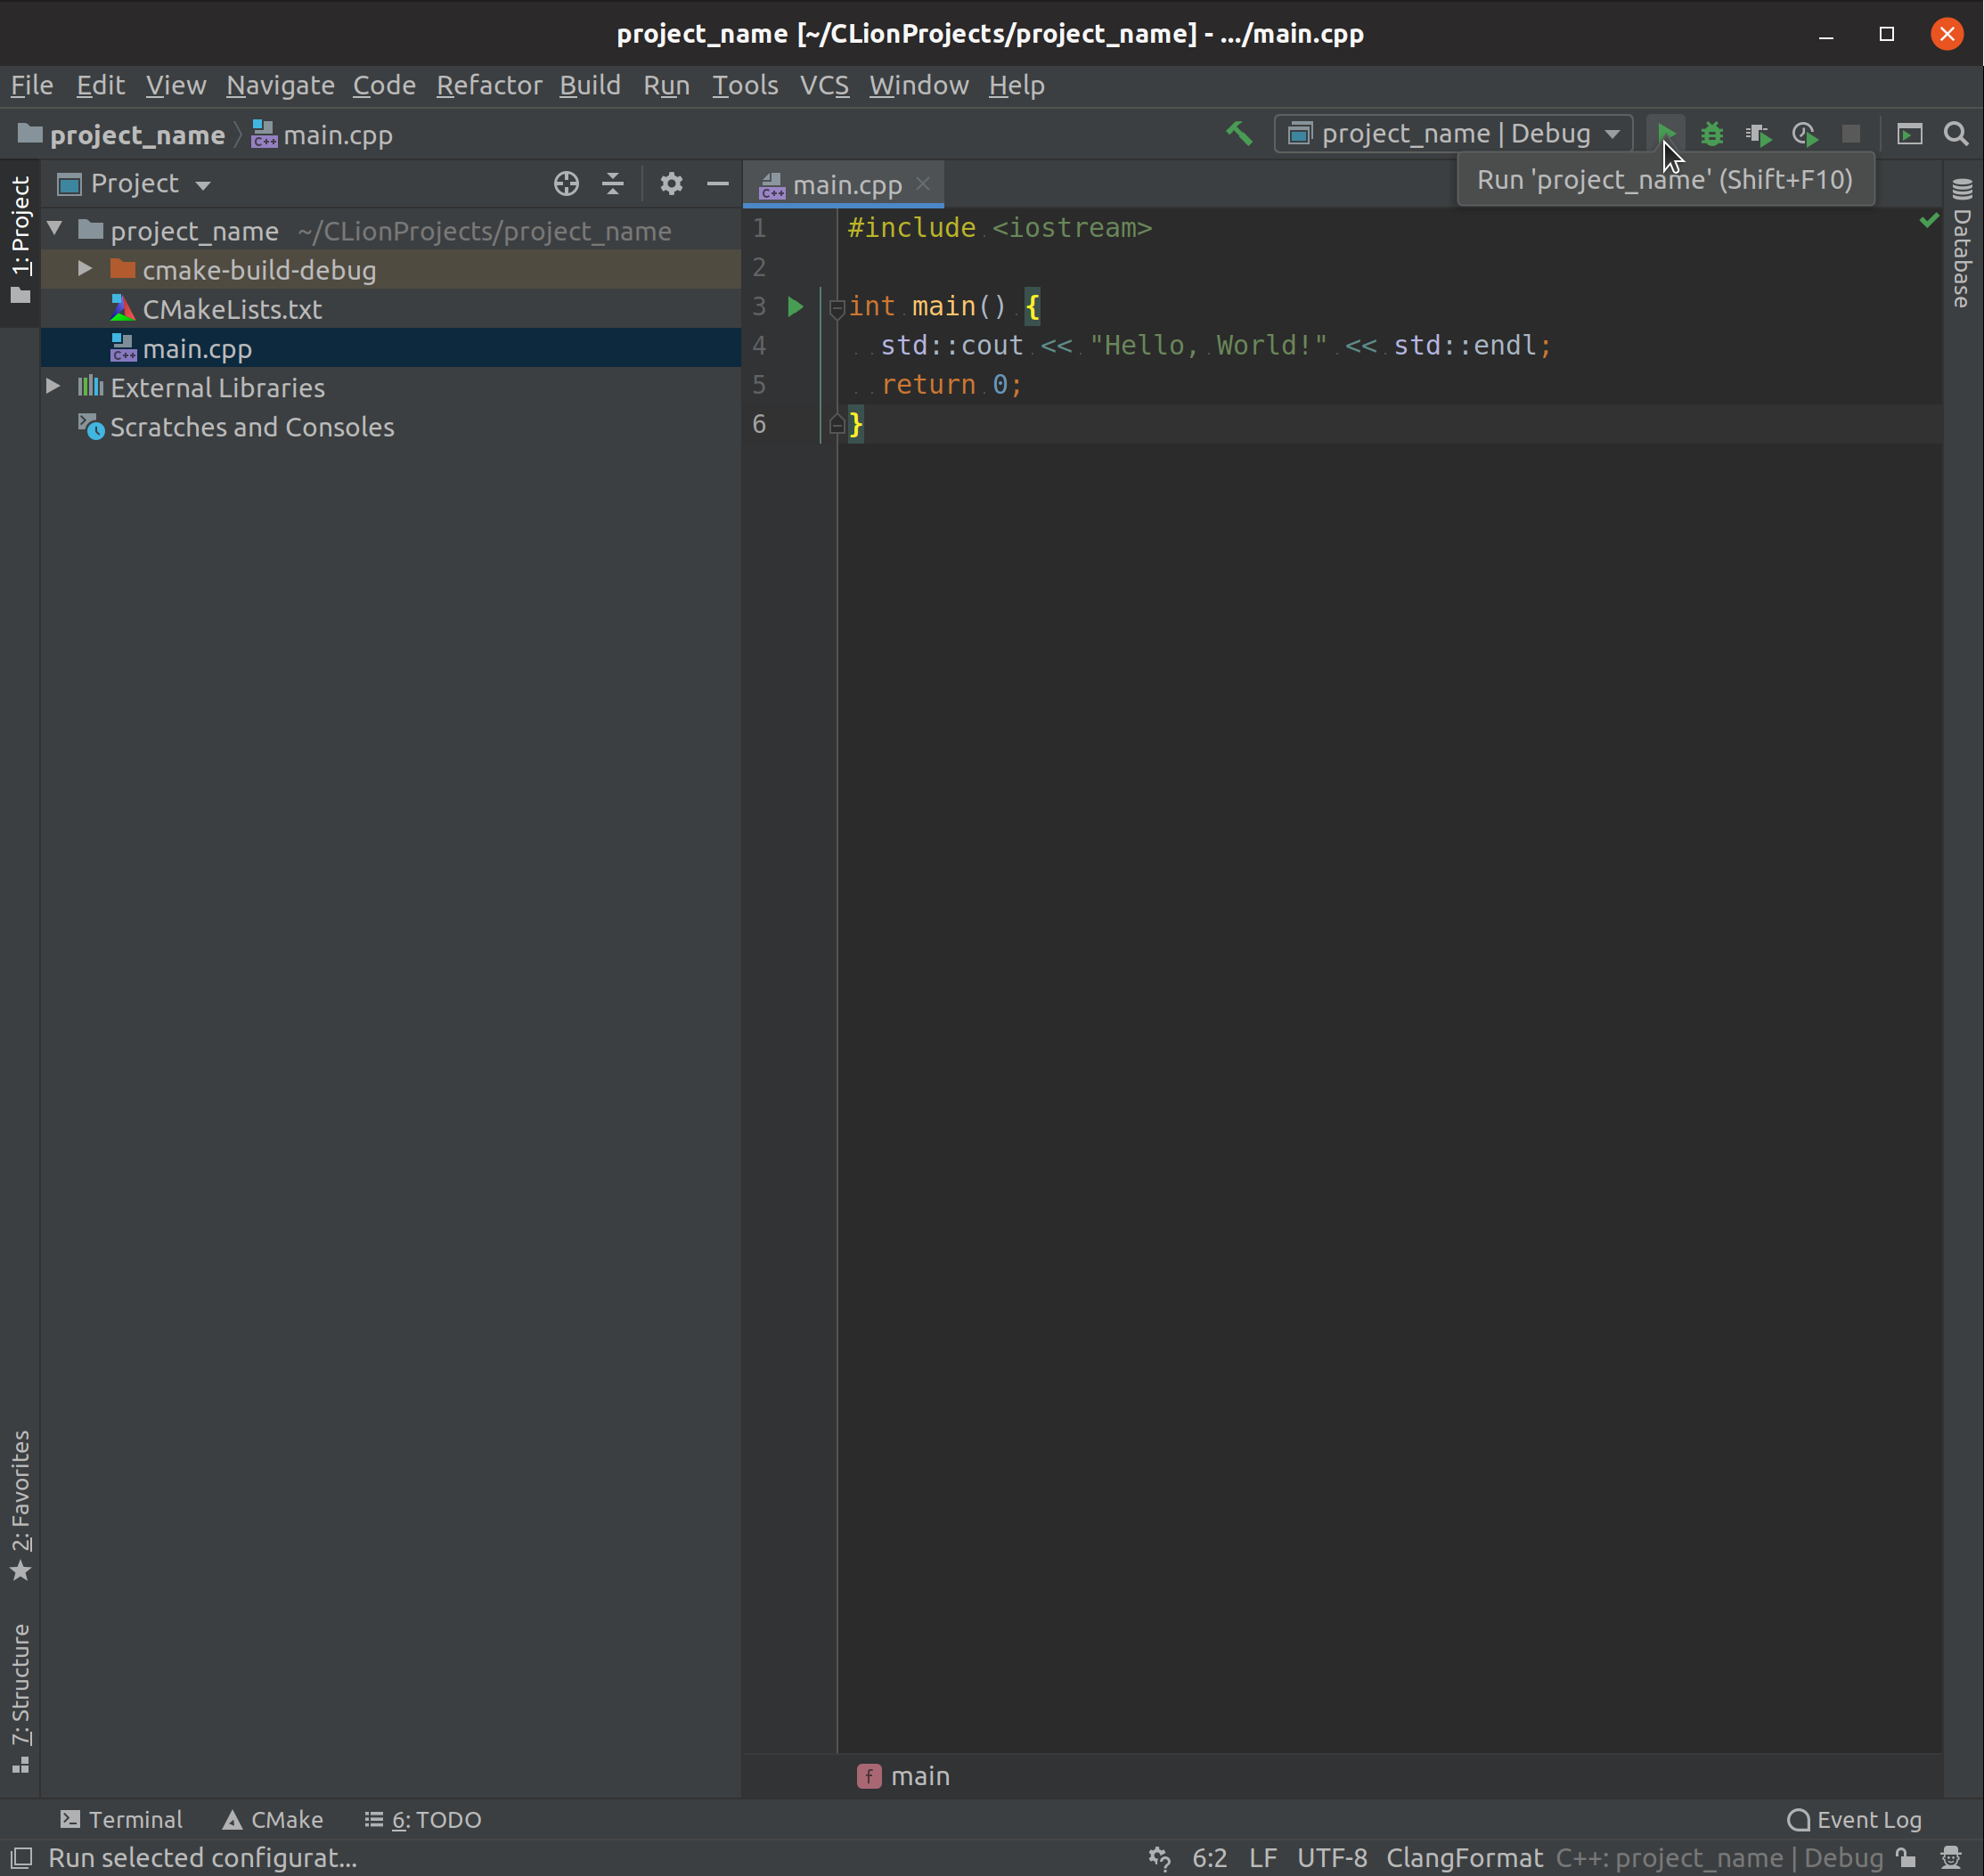 project_name [~/CLionProjects/project_name] - .../main.cpp
File Edit View Navigate Code Refactor Build Run Tools VCS Window Help
project_name main.cpp
project_name | Debug
Run 'project_name' (Shift+F10)
1: Project
Project
main.cpp
Database
project_name ~/CLionProjects/project_name
cmake-build-debug
CMakeLists.txt
main.cpp
External Libraries
Scratches and Consoles
1 #include <iostream>
2
3 int main() {
4 std::cout << "Hello, World!" << std::endl;
5 return 0;
6 }
2: Favorites
7: Structure
f main
Terminal CMake 6: TODO Event Log
Run selected configurat... 6:2 LF UTF-8 ClangFormat C++: project_name | Debug